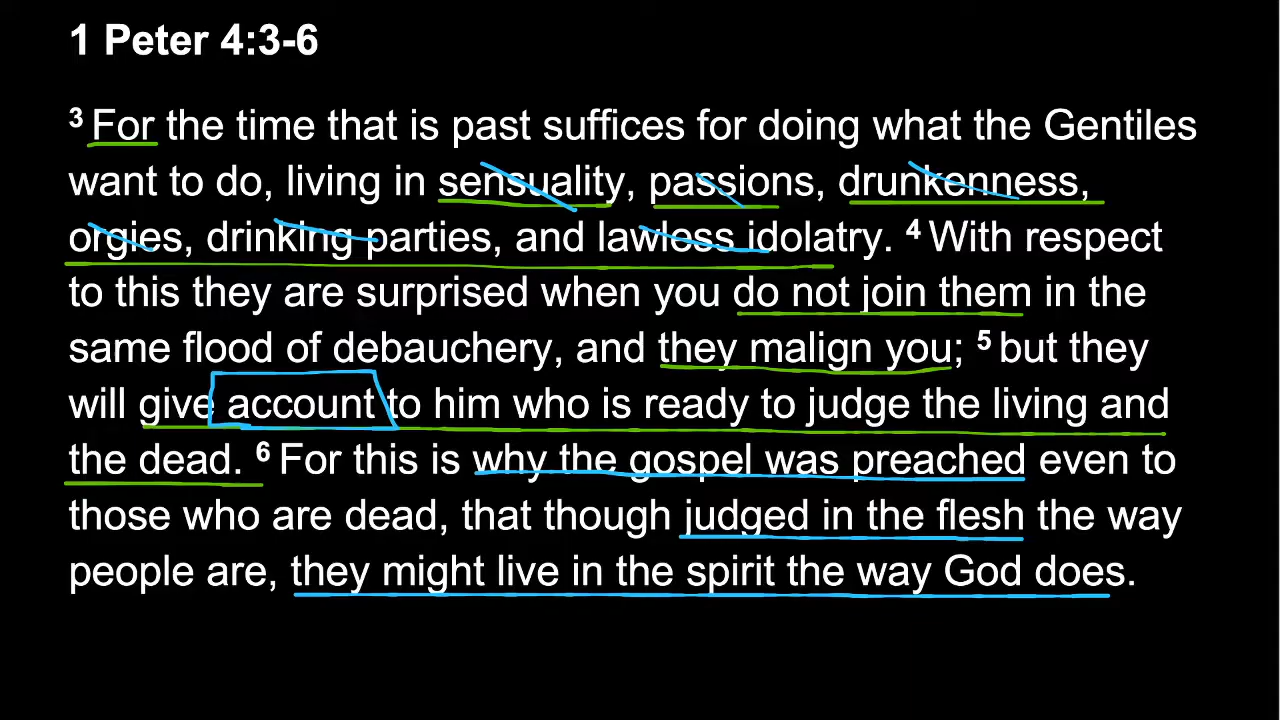 1 Peter 4:3-6
3 For the time that is past suffices for doing what the Gentiles
want to do, living in sensuality, passions, drunkenness,
orgies, drinking parties, and lawless idolatry. 4 With respect
to this they are surprised when you do not join them in the
same flood of debauchery, and they malign you; 5 but they
will give account to him who is ready to judge the living and
the dead. 6 For this is why the gospel was preached even to
those who are dead, that though judged in the flesh the way
people are, they might live in the spirit the way God does.